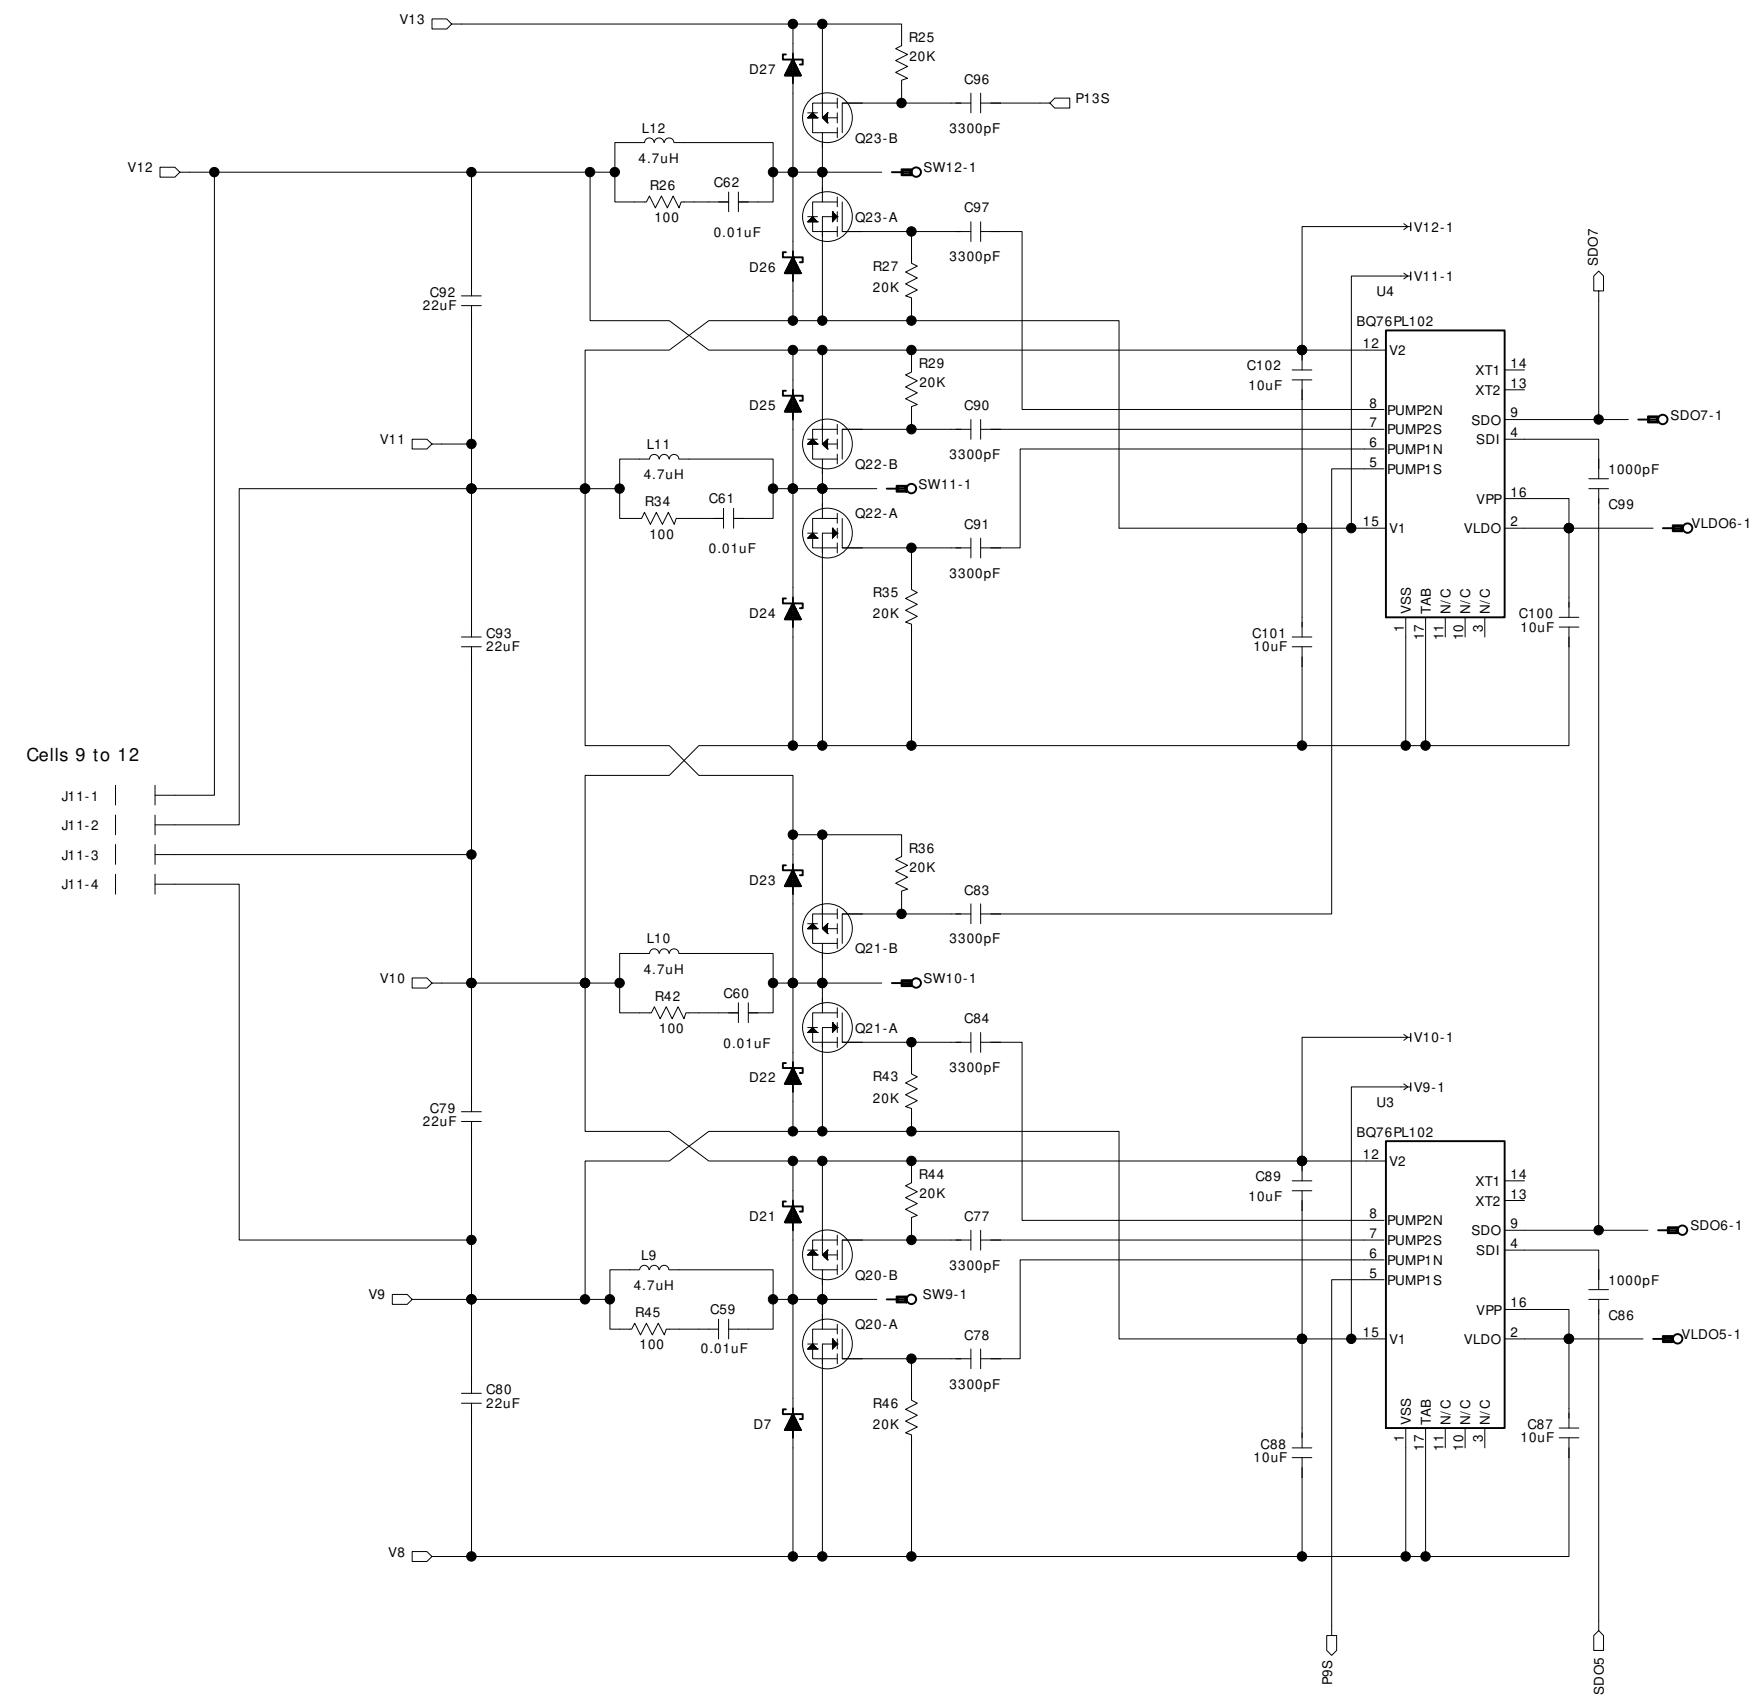 V13
R25
20K
D27
C96
P13S
3300pF
Q23-B
L12
4.7uH
V12
SW12-1
R26
C62
100
0.01uF
Q23-A
C97
3300pF
D26
R27
20K
V12-1
V11-1
SDO7
C92
22uF
U4
BQ76PL102
12
V2
R29
20K
C102
10uF
XT1
14
XT2
13
D25
C90
8
PUMP2N
SDO
9
SDO7-1
7
PUMP2S
SDI
4
V11
L11
4.7uH
Q22-B
3300pF
6
PUMP1N
5
PUMP1S
1000pF
SW11-1
R34
C61
100
0.01uF
Q22-A
C91
3300pF
VPP
16
C99
15
V1
VLDO
2
VLDO6-1
D24
R35
20K
VSS
TAB
N/C
N/C
N/C
1
17
11
10
3
C101
10uF
C100
10uF
C93
22uF
Cells 9 to 12
J11-1
J11-2
J11-3
J11-4
R36
20K
D23
C83
3300pF
Q21-B
L10
4.7uH
V10
SW10-1
R42
C60
100
0.01uF
Q21-A
C84
3300pF
D22
R43
20K
V10-1
V9-1
C79
22uF
U3
BQ76PL102
12
V2
R44
20K
C89
10uF
XT1
14
XT2
13
D21
C77
8
PUMP2N
SDO
9
SDO6-1
7
PUMP2S
SDI
4
L9
4.7uH
Q20-B
3300pF
6
PUMP1N
5
PUMP1S
1000pF
V9
SW9-1
R45
C59
100
0.01uF
Q20-A
C78
3300pF
VPP
16
C86
15
V1
VLDO
2
VLDO5-1
C80
22uF
D7
R46
20K
VSS
TAB
N/C
N/C
N/C
1
17
11
10
3
C88
10uF
C87
10uF
V8
P9S
SDO5